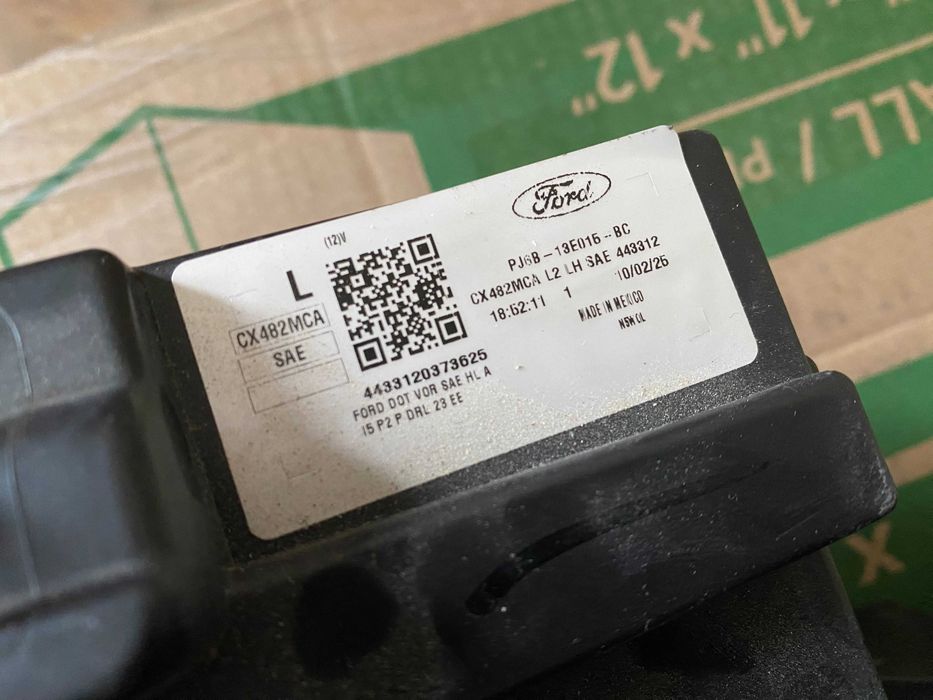 Ford
(12)V
L
CX482MCA
SAE
PJ6B-13E015-BC
CX482MCA L2 LH SAE 443312
18:52:11 1 10/02/25
MADE IN MEXICO
4433120373625
FORD DOT VOR SAE HL A
I5 P2 P DRL 23 EE
" x 11" x 12"
ALL /
X